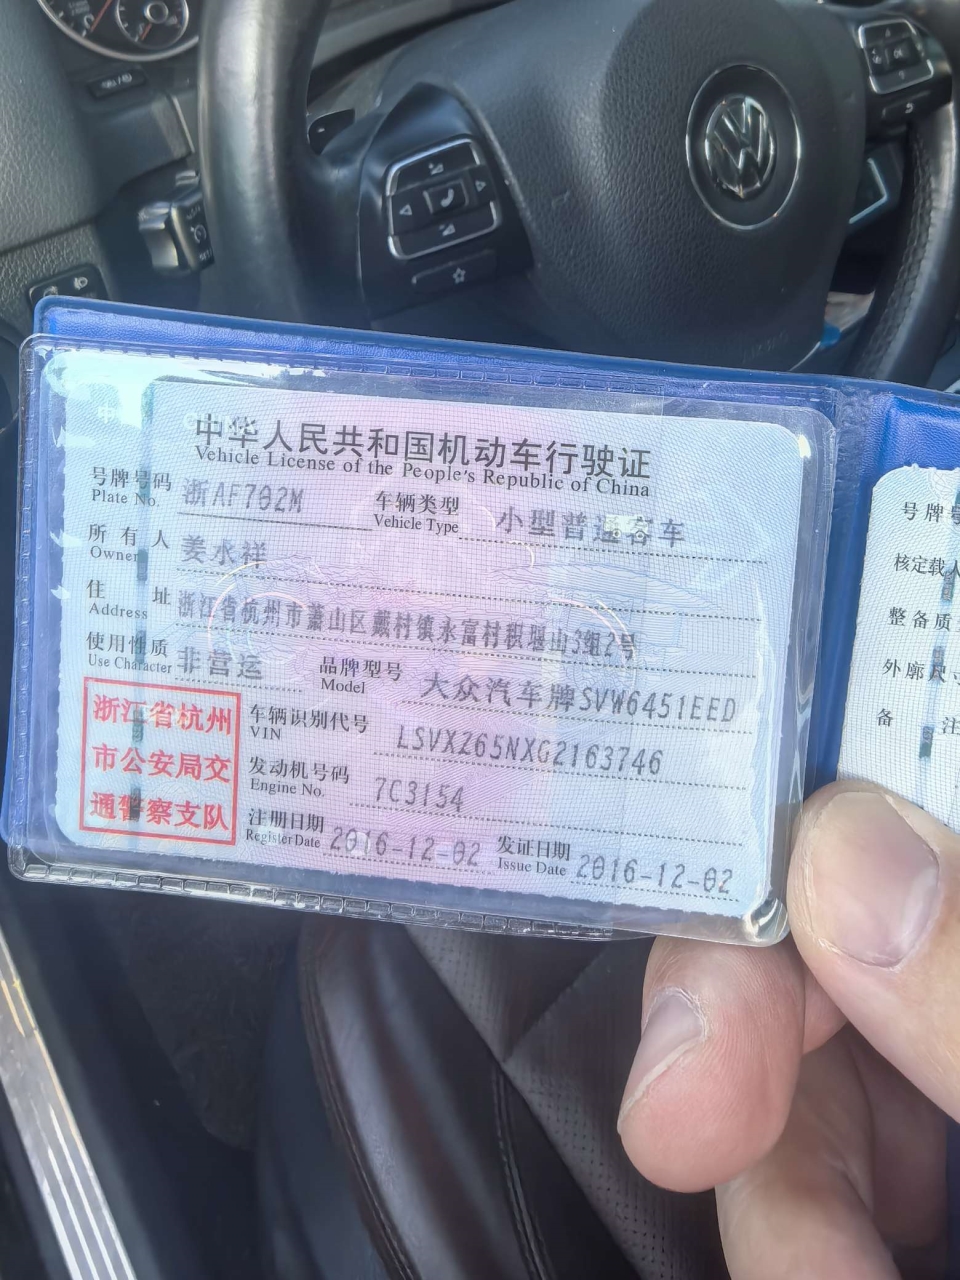 中华人民共和国机动车行驶证
Vehicle License of the People's Republic of China
号牌号码 浙AF702M 车辆类型 小型普通客车
Plate No. Vehicle Type
所有人 姜水祥
Owner
住址 浙江省杭州市萧山区戴村镇永富村积堰山3组2号
Address
使用性质 非营运 品牌型号 大众汽车牌SVW6451EED
Use Character Model
浙江省杭州
市公安局交
通警察支队
车辆识别代号 LSVXZ65NXG2163746
VIN
发动机号码 7C3154
Engine No.
注册日期 2016-12-02 发证日期 2016-12-02
Register Date Issue Date
号牌号
核定载人
整备质
外廓尺寸
备注